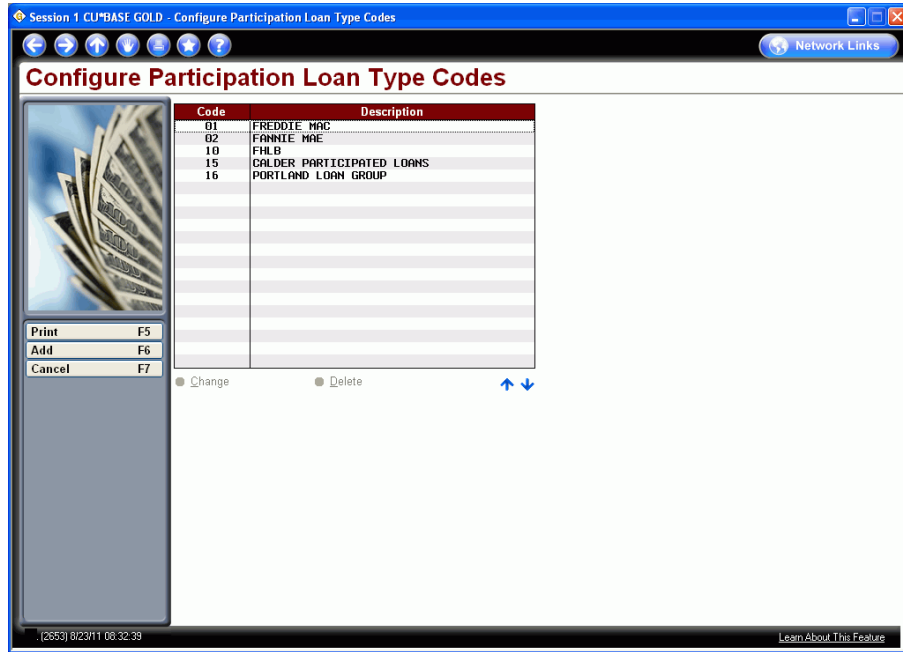 Session 1 CU*BASE GOLD - Configure Participation Loan Type Codes
Network Links
Configure Participation Loan Type Codes
Code Description
01 FREDDIE MAC
02 FANNIE MAE
10 FHLB
15 CALDER PARTICIPATED LOANS
16 PORTLAND LOAN GROUP
Print F5
Add F6
Cancel F7
Change Delete
. (2653) 8/23/11 08:32:39
Learn About This Feature